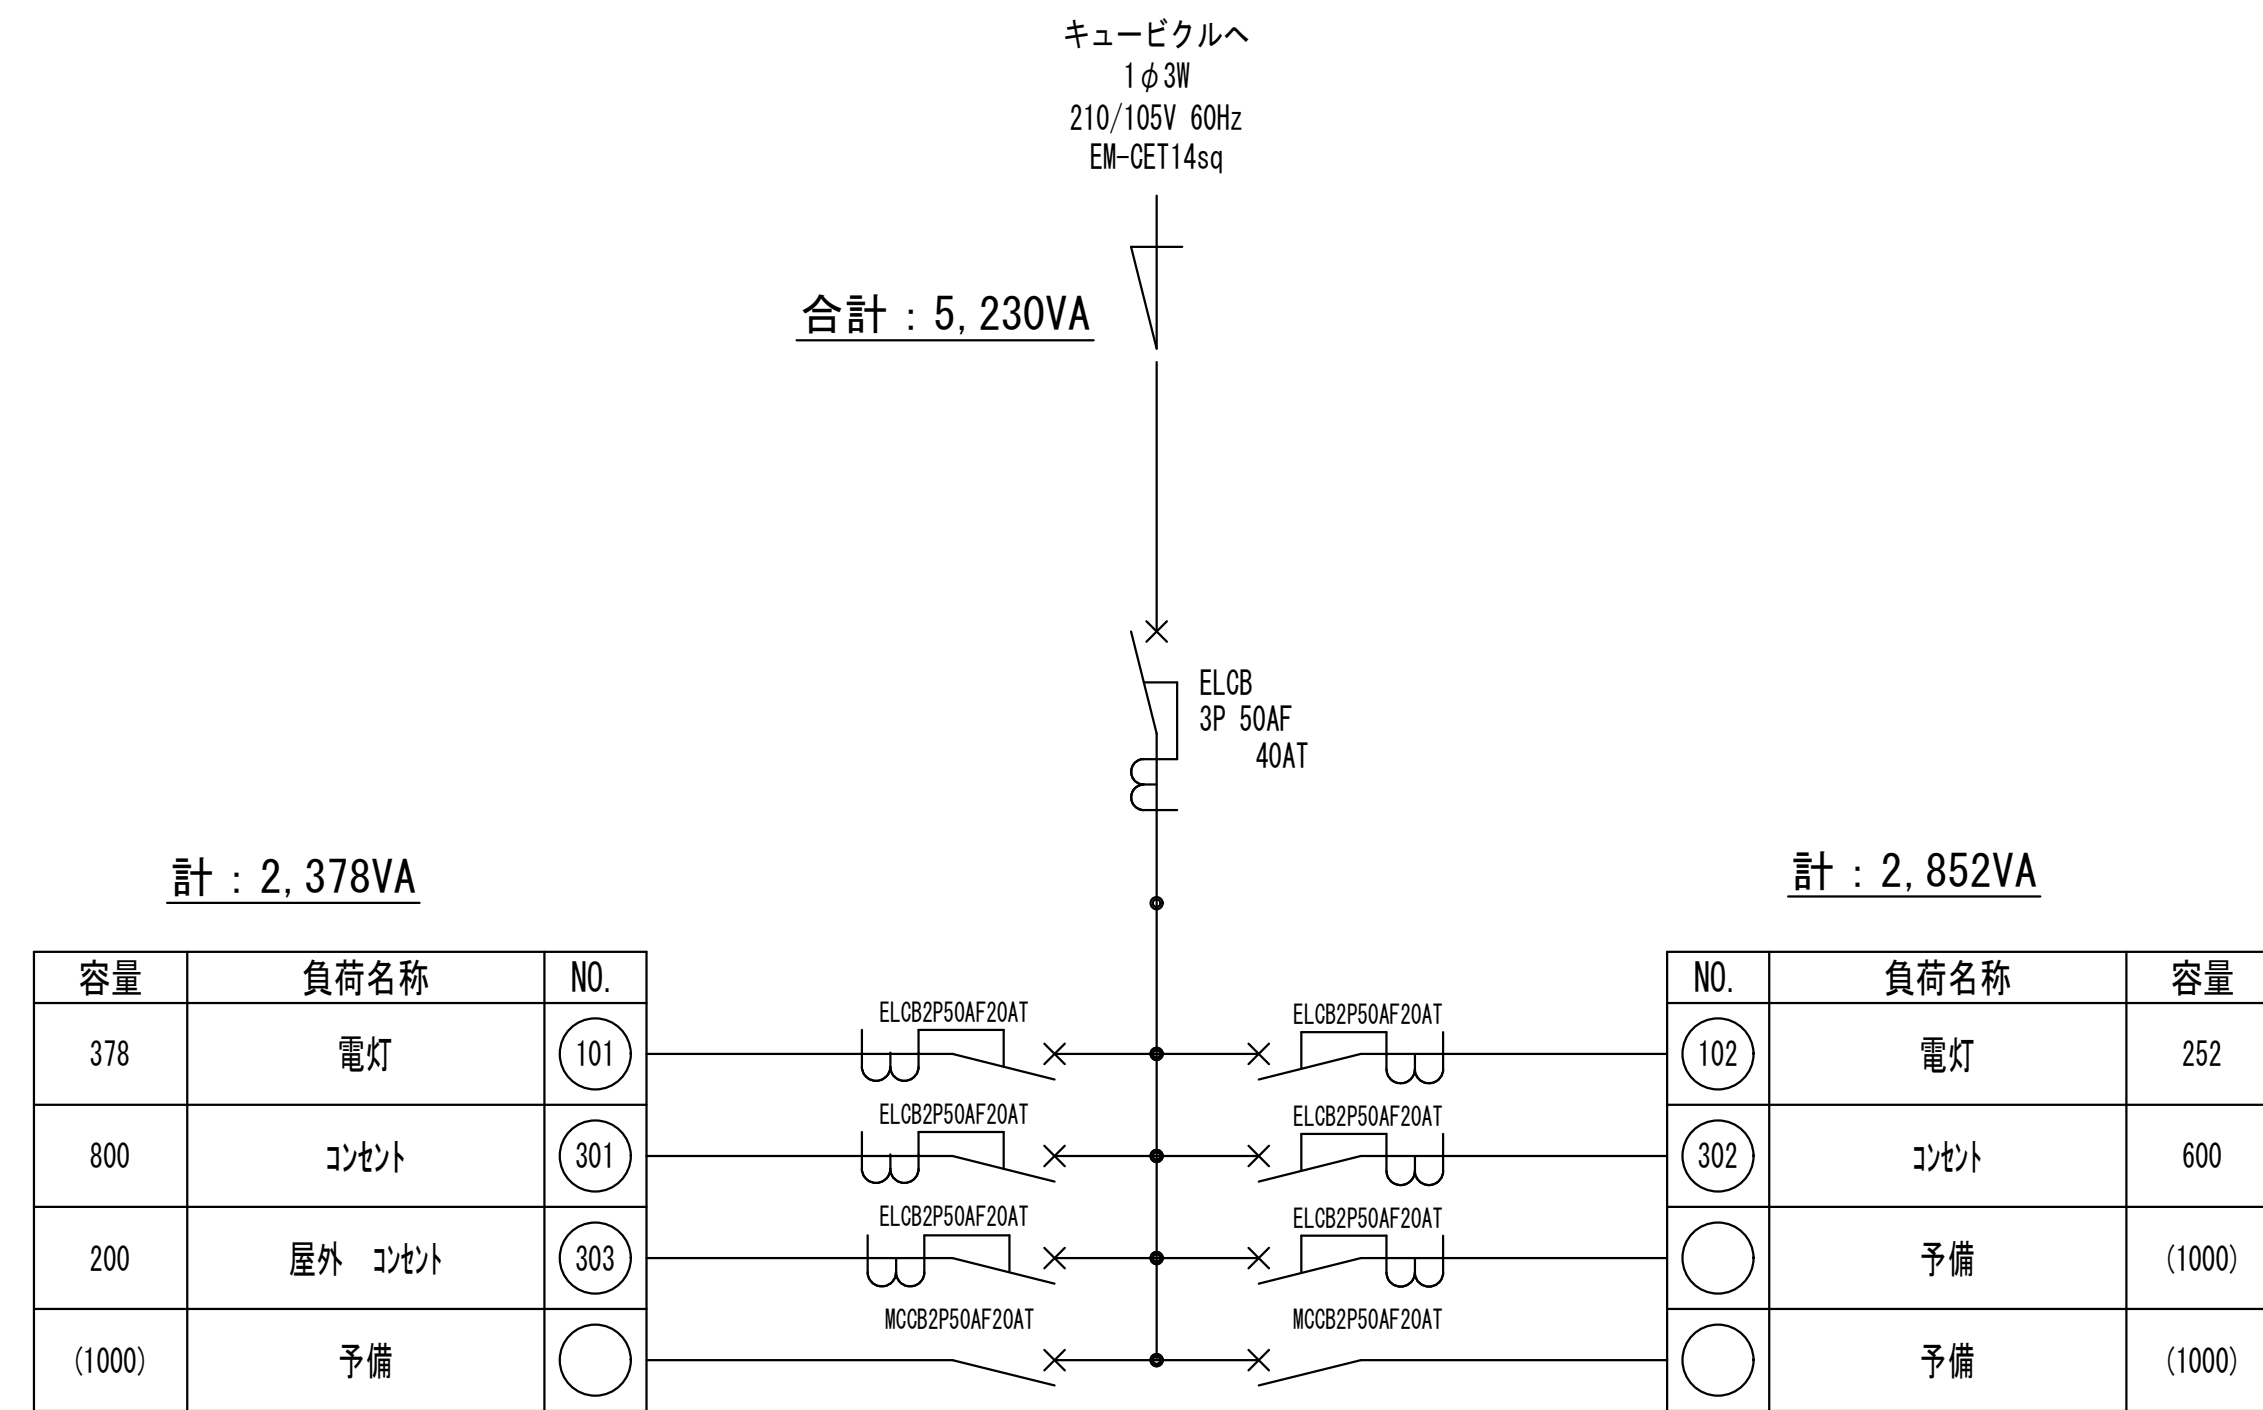 キュービクルへ
1φ3W
210/105V 60Hz
EM-CET14sq
合計：5,230VA
ELCB
3P 50AF
40AT
計：2,378VA
計：2,852VA
容量 負荷名称 NO.
378 電灯 101
800 コンセント 301
200 屋外 コンセント 303
(1000) 予備
ELCB2P50AF20AT ELCB2P50AF20AT
ELCB2P50AF20AT ELCB2P50AF20AT
ELCB2P50AF20AT ELCB2P50AF20AT
MCCB2P50AF20AT MCCB2P50AF20AT
NO. 負荷名称 容量
102 電灯 252
302 コンセント 600
予備 (1000)
予備 (1000)